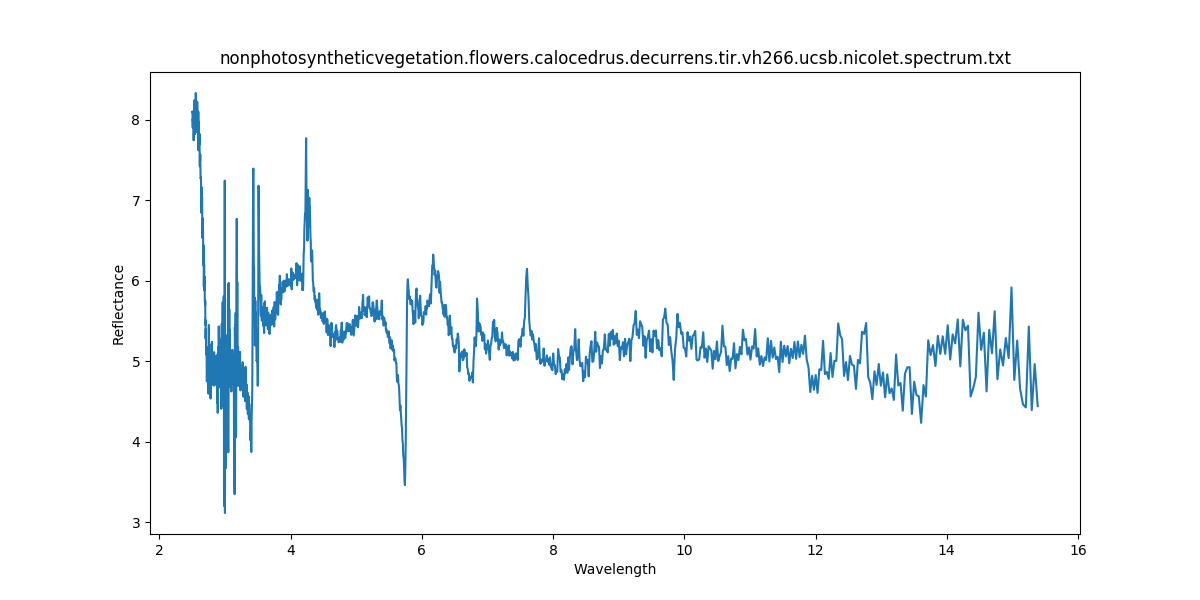 nonphotosyntheticvegetation.flowers.calocedrus.decurrens.tir.vh266.ucsb.nicolet.spectrum.txt
8
7
6
5
4
3
Reflectance
2 4 6 8 10 12 14 16
Wavelength